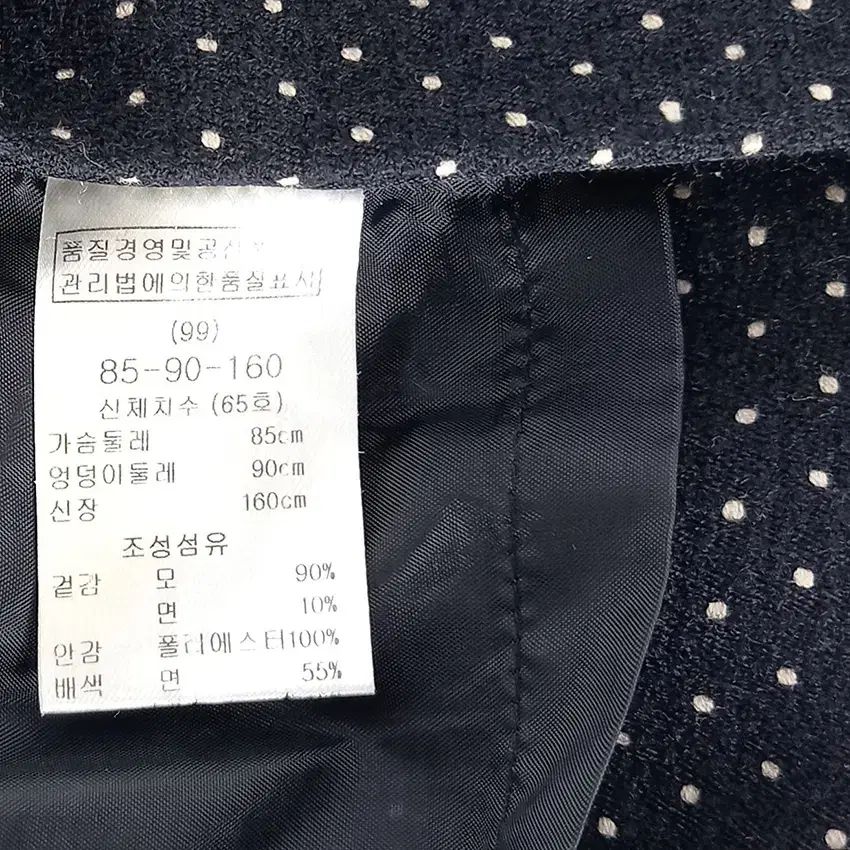 품질경영및공산품
관리법에의한품질표시
(99)
85-90-160
신체치수 (65호)
가슴둘레 85cm
엉덩이둘레 90cm
신장 160cm
조성섬유
겉감 모 90%
면 10%
안감 폴리에스터100%
배색 면 55%